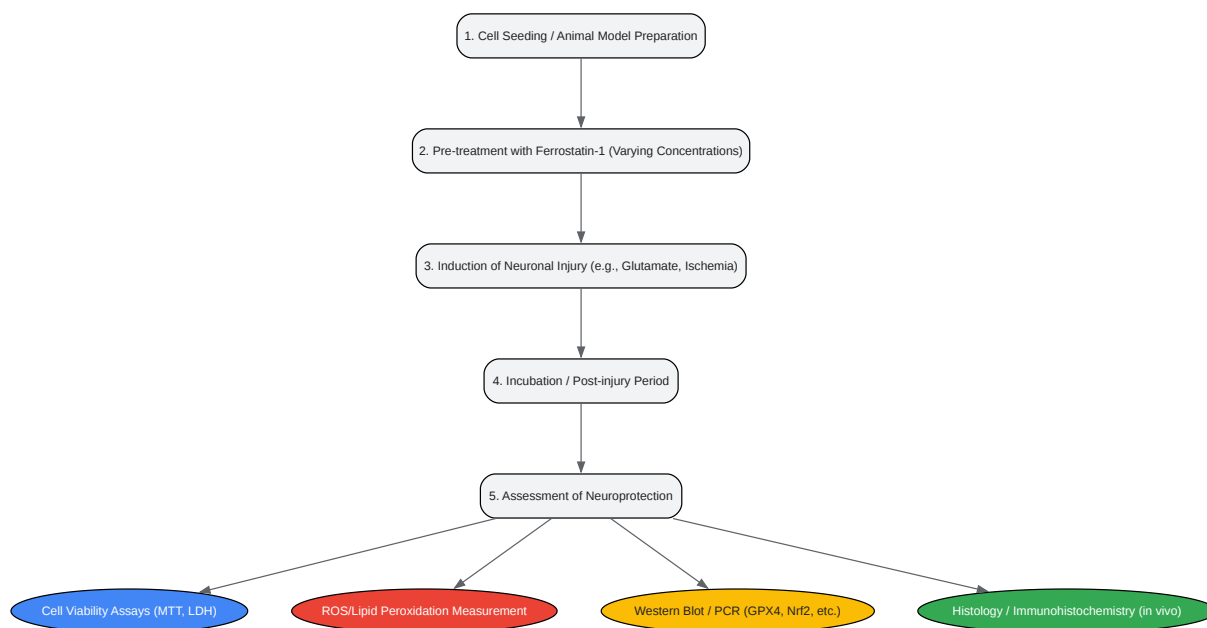 1. Cell Seeding / Animal Model Preparation
2. Pre-treatment with Ferrostatin-1 (Varying Concentrations)
3. Induction of Neuronal Injury (e.g., Glutamate, Ischemia)
4. Incubation / Post-injury Period
5. Assessment of Neuroprotection
Cell Viability Assays (MTT, LDH)
ROS/Lipid Peroxidation Measurement
Western Blot / PCR (GPX4, Nrf2, etc.)
Histology / Immunohistochemistry (in vivo)